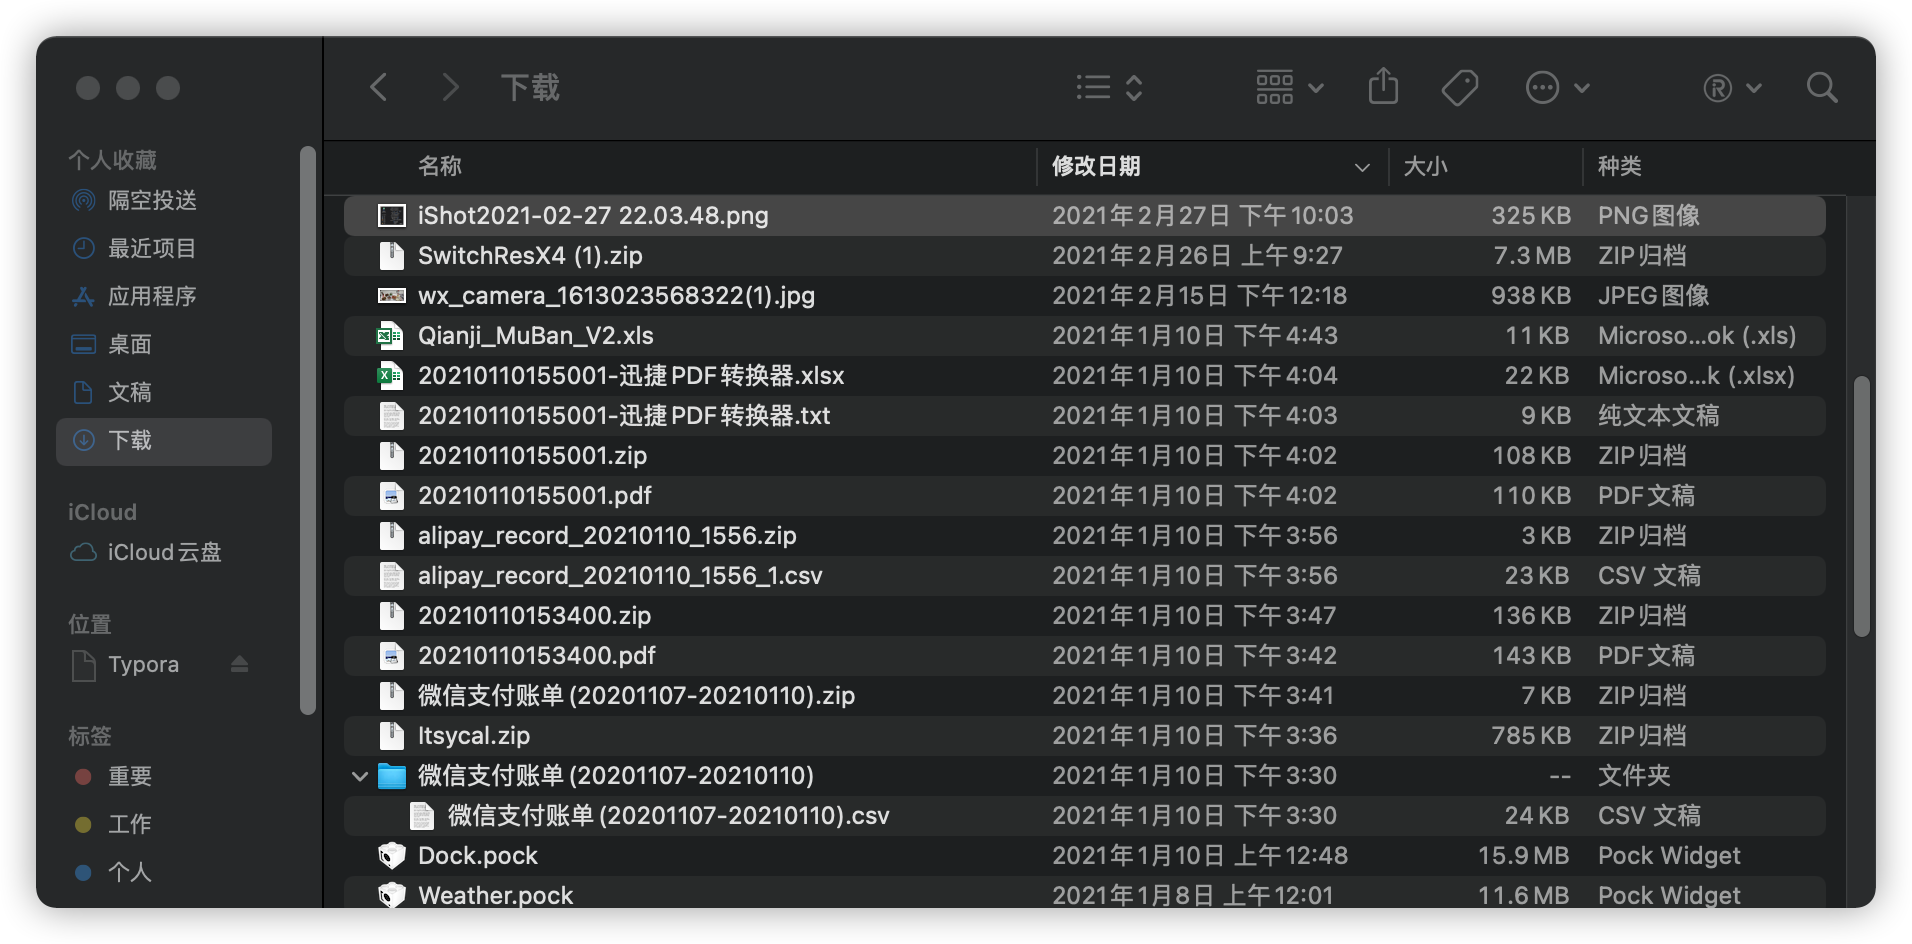 下载
个人收藏
隔空投送
最近项目
应用程序
桌面
文稿
下载
iCloud
iCloud云盘
位置
Typora
标签
重要
工作
个人
名称 修改日期 大小 种类
iShot2021-02-27 22.03.48.png 2021年2月27日 下午10:03 325 KB PNG图像
SwitchResX4 (1).zip 2021年2月26日 上午9:27 7.3 MB ZIP归档
wx_camera_1613023568322(1).jpg 2021年2月15日 下午12:18 938 KB JPEG图像
Qianji_MuBan_V2.xls 2021年1月10日 下午4:43 11 KB Microso...ok (.xls)
20210110155001-迅捷PDF转换器.xlsx 2021年1月10日 下午4:04 22 KB Microso...k (.xlsx)
20210110155001-迅捷PDF转换器.txt 2021年1月10日 下午4:03 9 KB 纯文本文稿
20210110155001.zip 2021年1月10日 下午4:02 108 KB ZIP归档
20210110155001.pdf 2021年1月10日 下午4:02 110 KB PDF文稿
alipay_record_20210110_1556.zip 2021年1月10日 下午3:56 3 KB ZIP归档
alipay_record_20210110_1556_1.csv 2021年1月10日 下午3:56 23 KB CSV 文稿
20210110153400.zip 2021年1月10日 下午3:47 136 KB ZIP归档
20210110153400.pdf 2021年1月10日 下午3:42 143 KB PDF文稿
微信支付账单(20201107-20210110).zip 2021年1月10日 下午3:41 7 KB ZIP归档
Itsycal.zip 2021年1月10日 下午3:36 785 KB ZIP归档
微信支付账单(20201107-20210110) 2021年1月10日 下午3:30 -- 文件夹
微信支付账单(20201107-20210110).csv 2021年1月10日 下午3:30 24 KB CSV 文稿
Dock.pock 2021年1月10日 上午12:48 15.9 MB Pock Widget
Weather.pock 2021年1月8日 上午12:01 11.6 MB Pock Widget